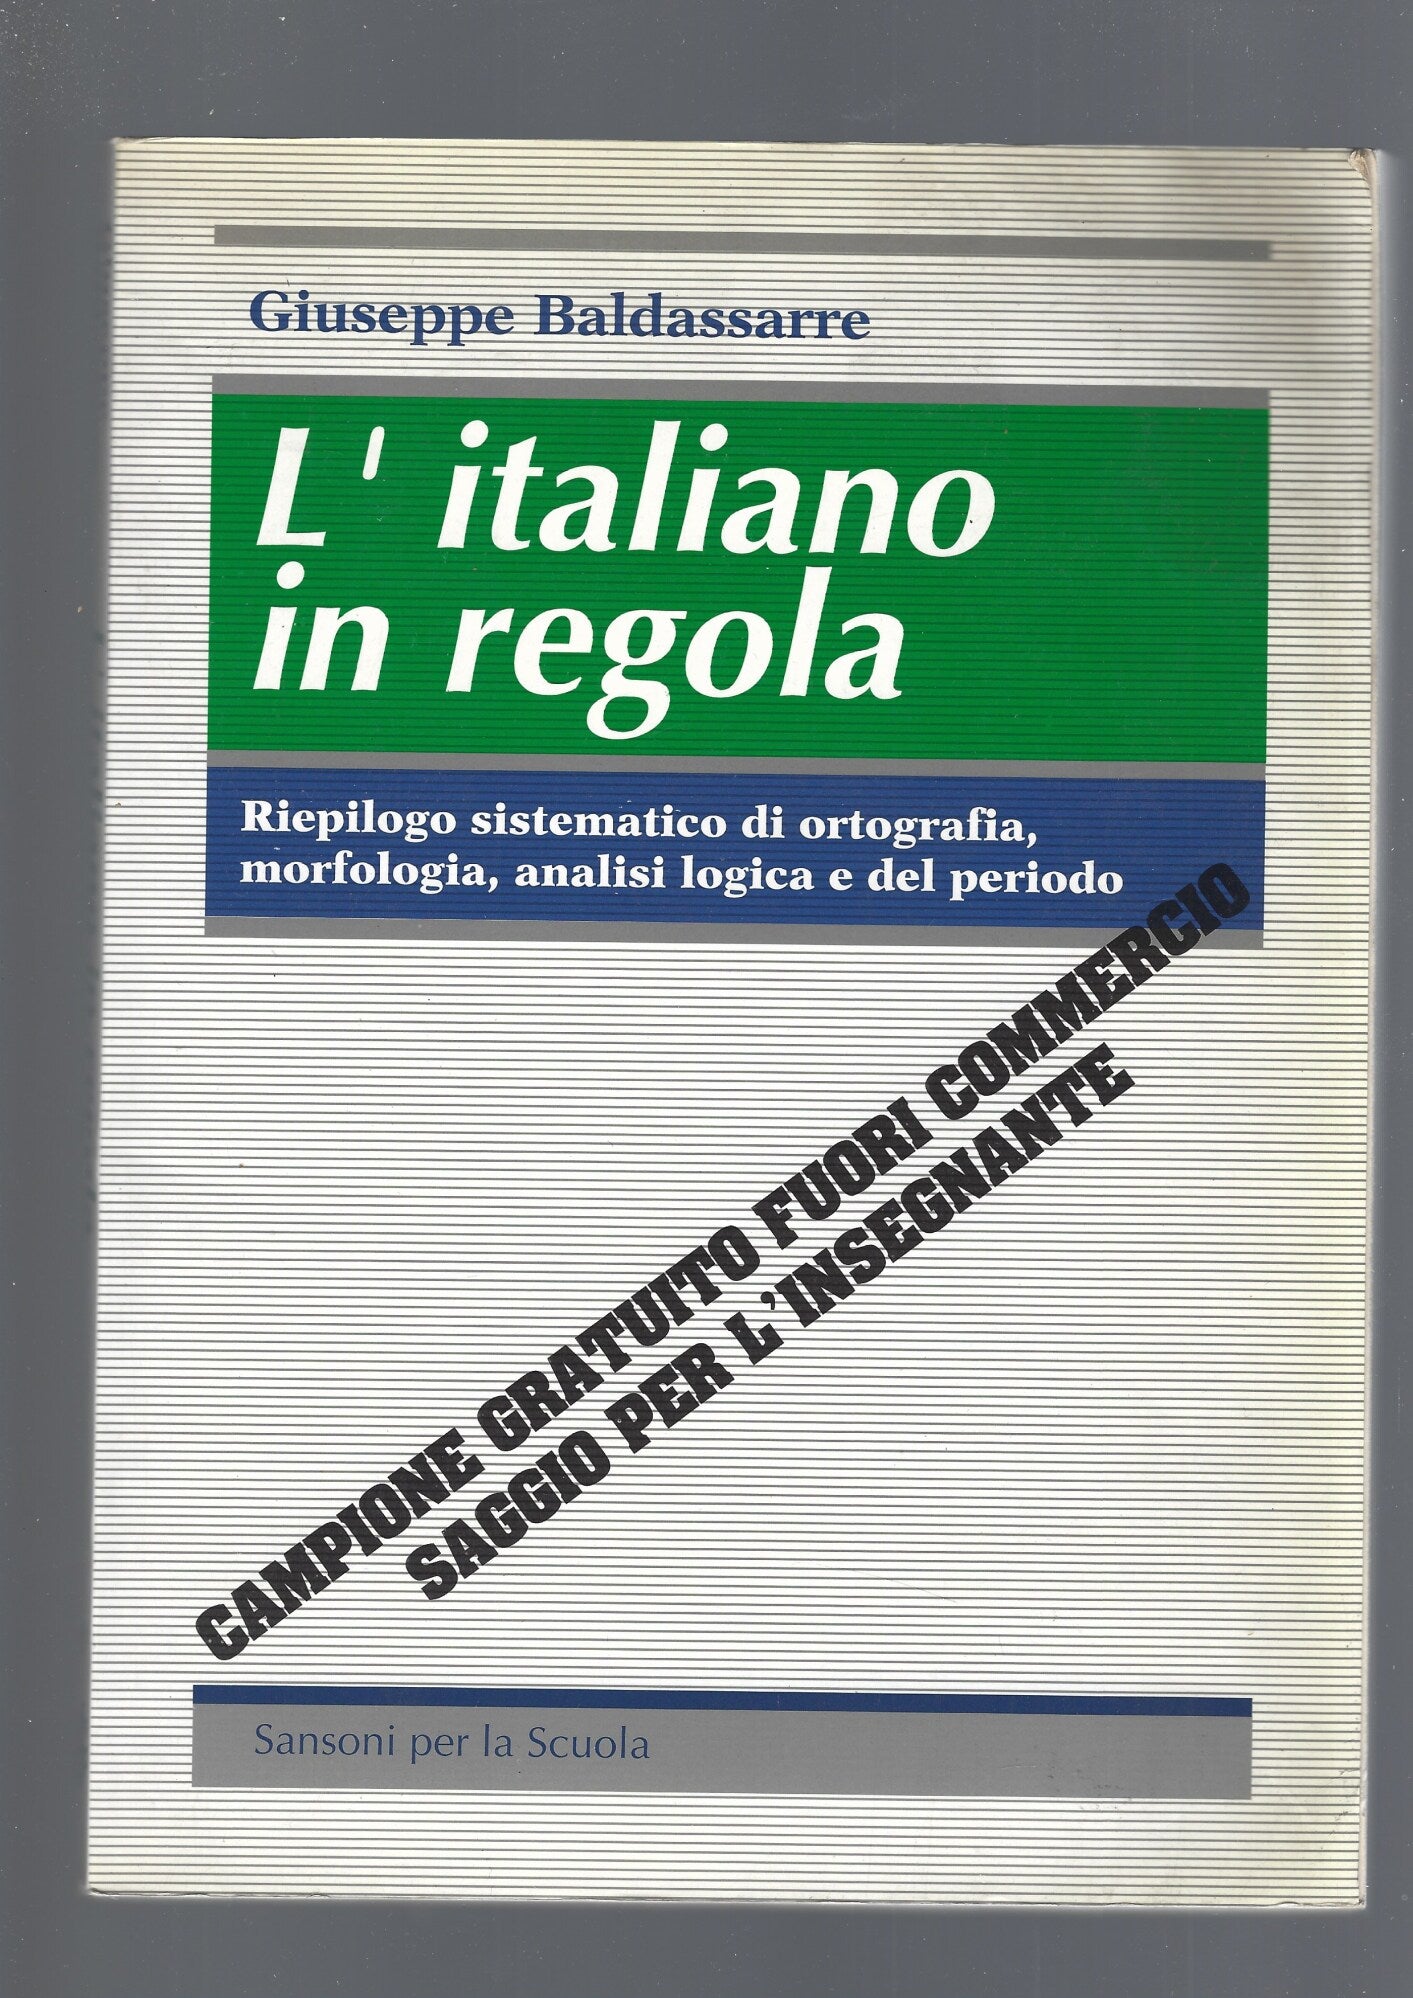 Giuseppe Baldassarre
L' italiano
in regola
Riepilogo sistematico di ortografia,
morfologia, analisi logica e del periodo
CAMPIONE GRATUITO FUORI COMMERCIO
SAGGIO PER L'INSEGNANTE
Sansoni per la Scuola